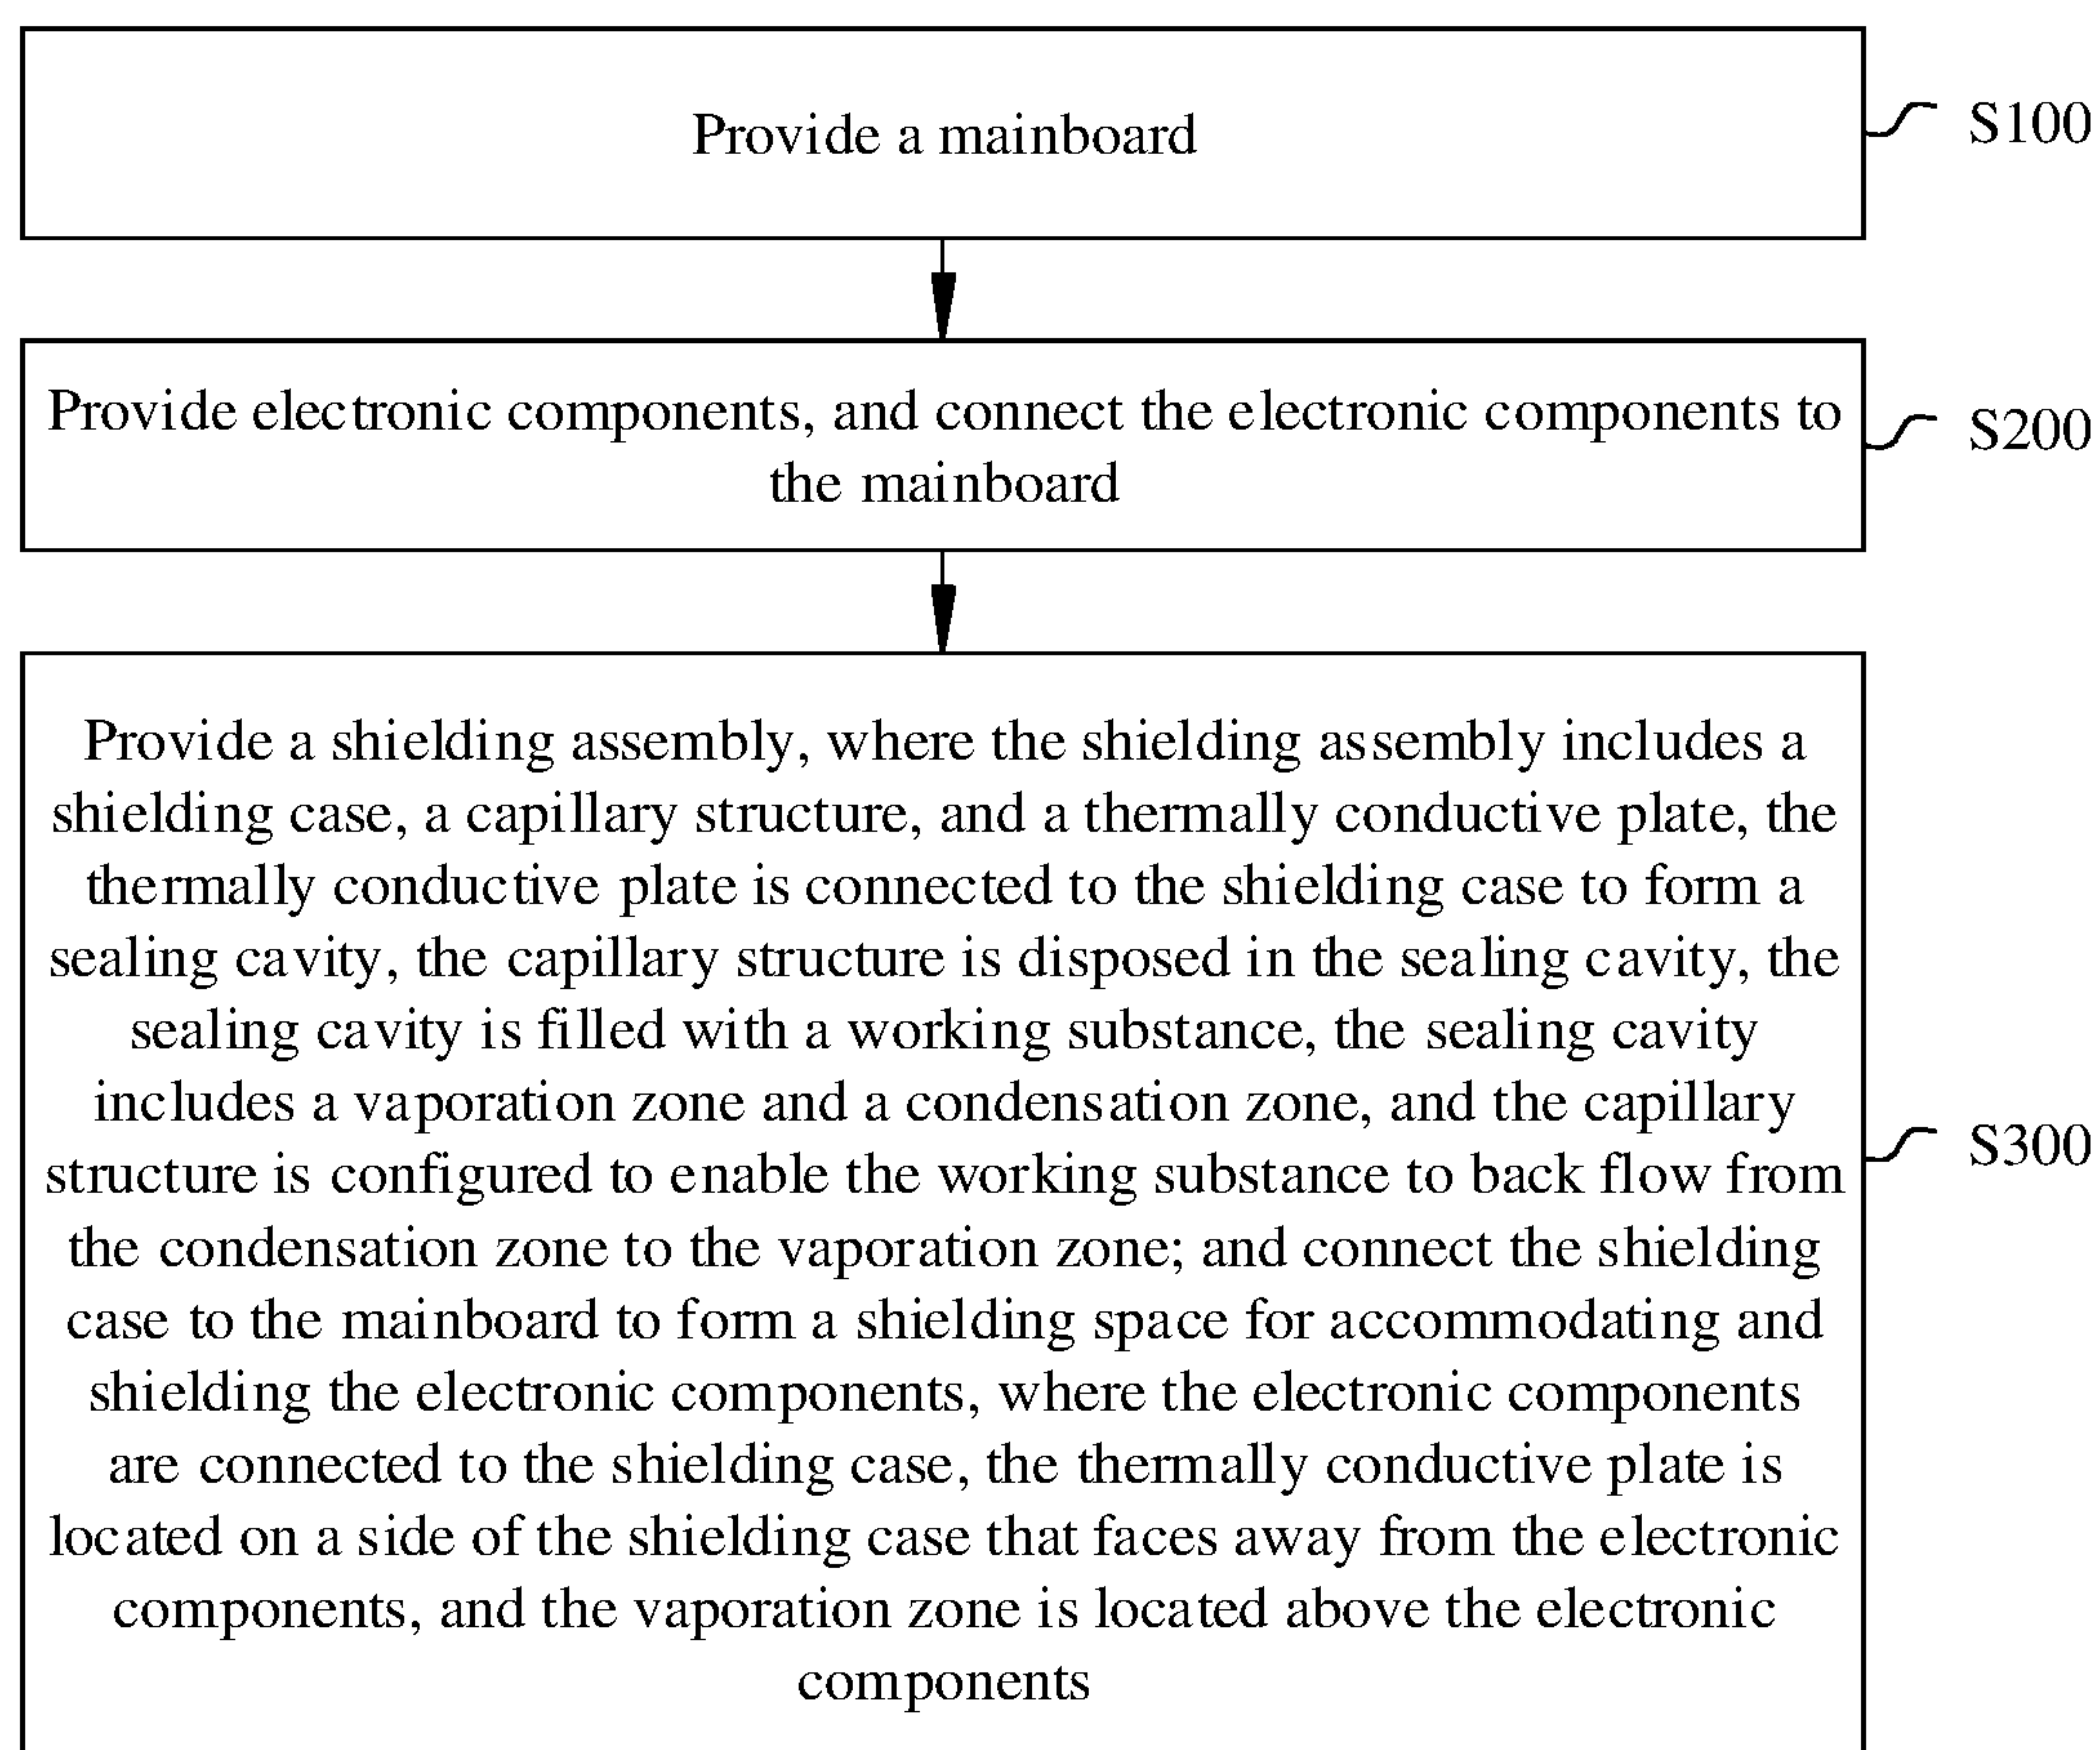 Provide a mainboard
S100
Provide electronic components, and connect the electronic components to
the mainboard
S200
Provide a shielding assembly, where the shielding assembly includes a
shielding case, a capillary structure, and a thermally conductive plate, the
thermally conductive plate is connected to the shielding case to form a
sealing cavity, the capillary structure is disposed in the sealing cavity, the
sealing cavity is filled with a working substance, the sealing cavity
includes a vaporation zone and a condensation zone, and the capillary
structure is configured to enable the working substance to back flow from
the condensation zone to the vaporation zone; and connect the shielding
case to the mainboard to form a shielding space for accommodating and
shielding the electronic components, where the electronic components
are connected to the shielding case, the thermally conductive plate is
located on a side of the shielding case that faces away from the electronic
components, and the vaporation zone is located above the electronic
components
S300